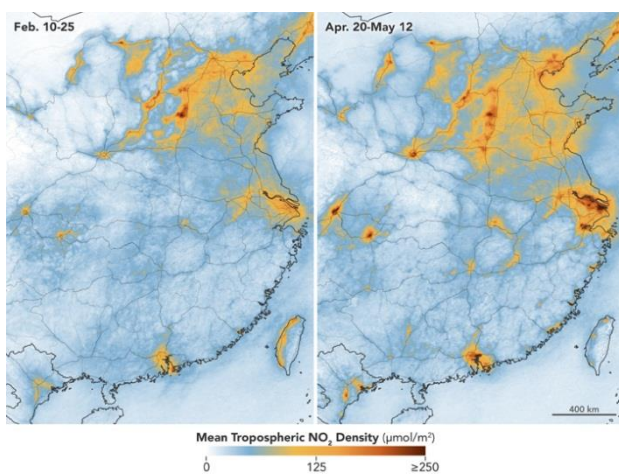 Feb. 10-25
Apr. 20-May 12
400 km
Mean Tropospheric NO₂ Density (µmol/m²)
0 125 ≥250